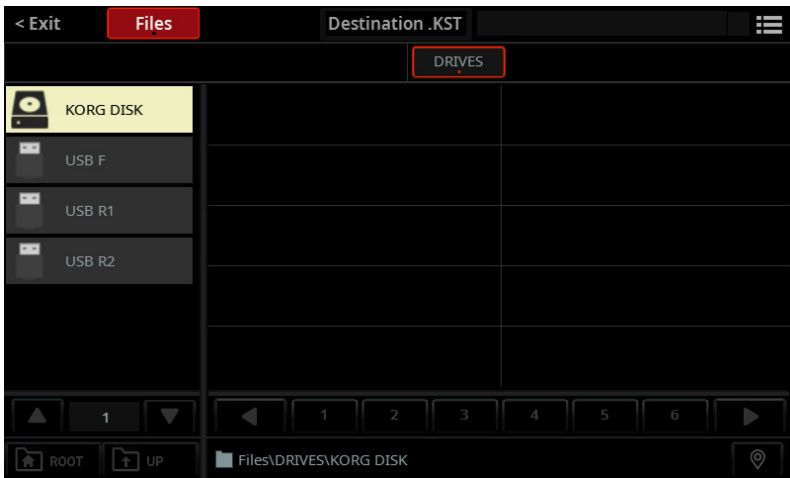 < Exit Files Destination .KST
DRIVES
KORG DISK
USB F
USB R1
USB R2
1 1 2 3 4 5 6
ROOT UP Files\DRIVES\KORG DISK